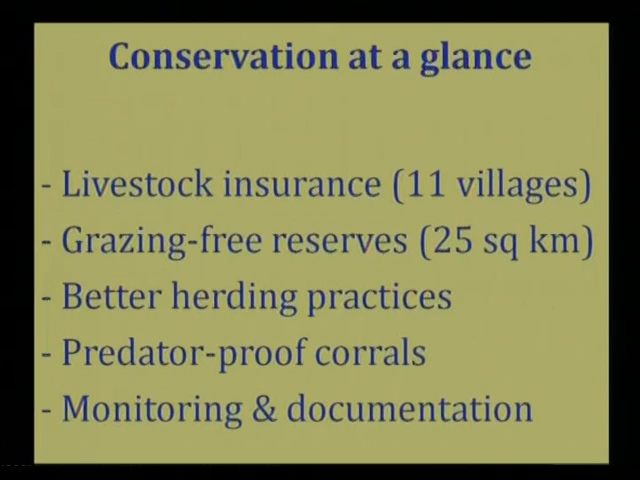 Conservation at a glance
- Livestock insurance (11 villages)
- Grazing-free reserves (25 sq km)
- Better herding practices
- Predator-proof corrals
- Monitoring & documentation